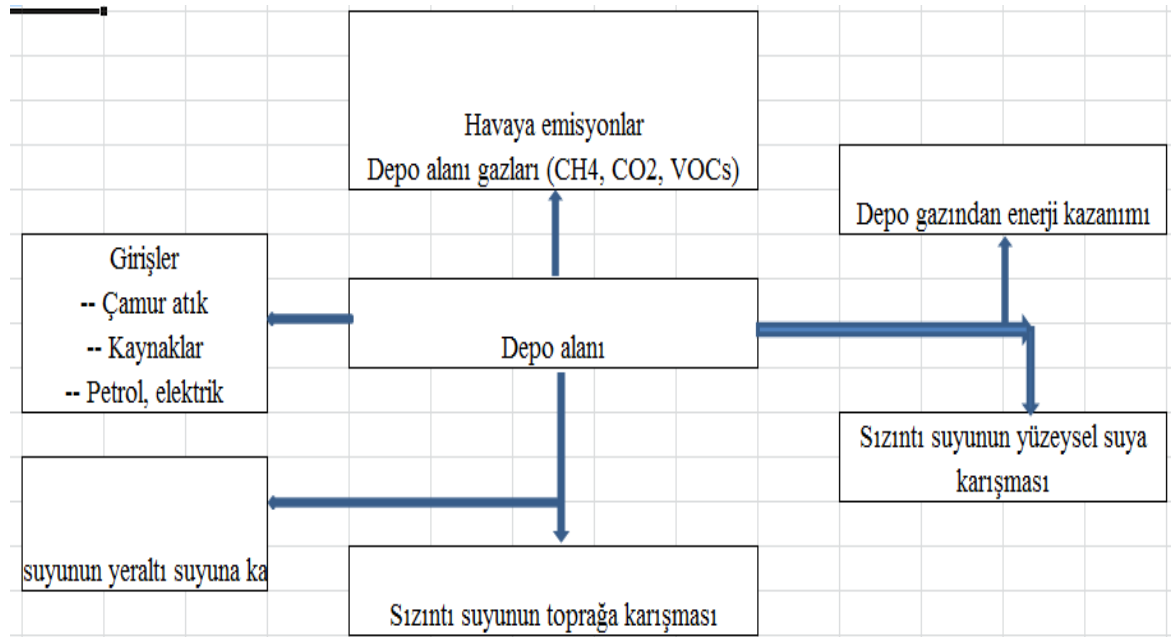 Havaya emisyonlar
Depo alanı gazları (CH4, CO2, VOCs)
Depo gazından enerji kazanımı
Girişler
-- Çamur atık
-- Kaynaklar
-- Petrol, elektrik
Depo alanı
Sızıntı suyunun yüzeysel suya
karışması
suyunun yeraltı suyuna ka
Sızıntı suyunun toprağa karışması